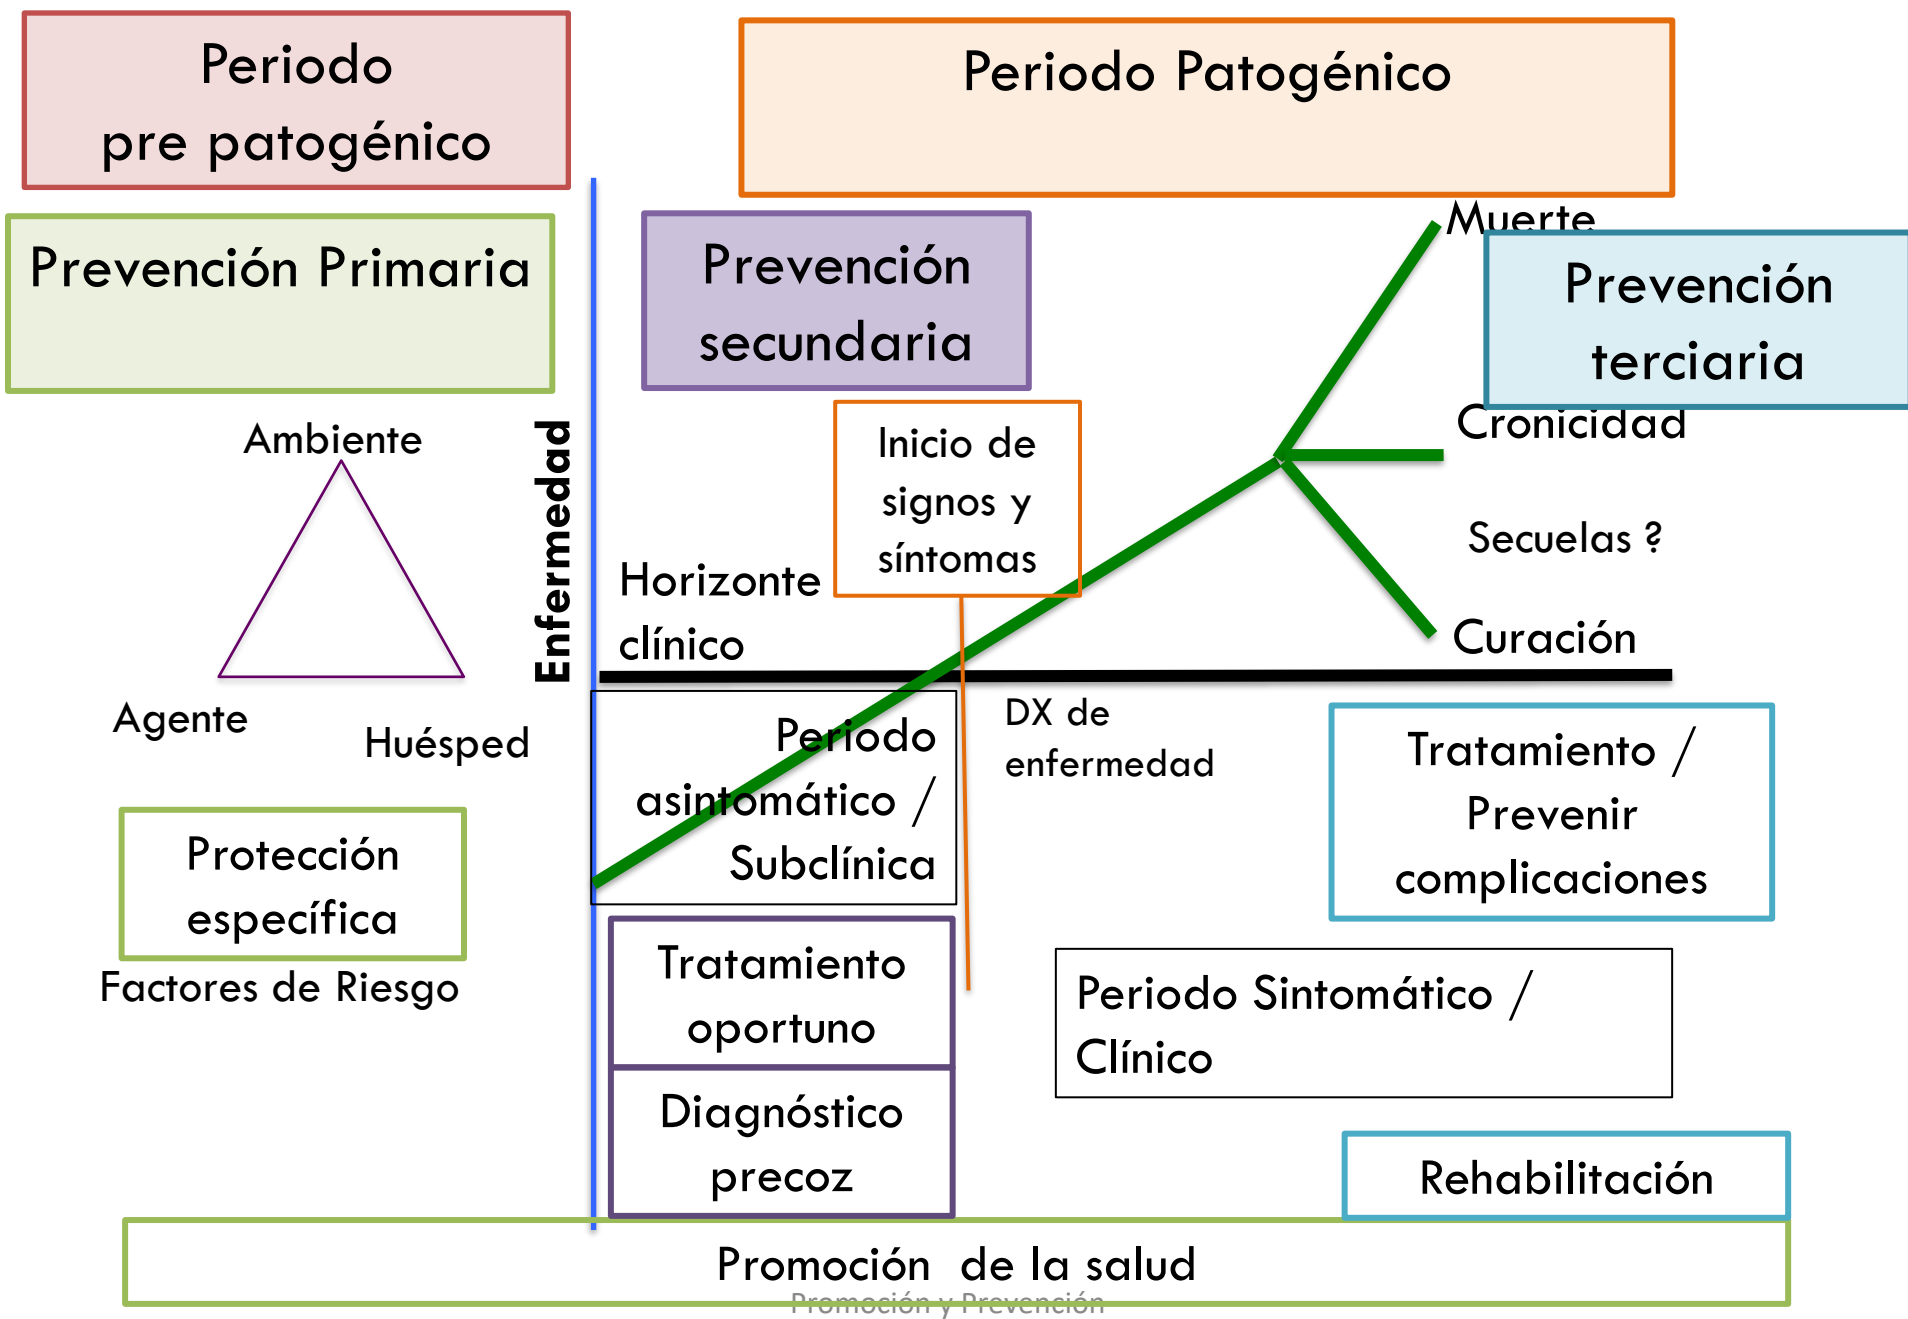 Periodo
pre patogénico
Periodo Patogénico
Prevención Primaria
Prevención
secundaria
Muerte
Prevención
terciaria
Ambiente
Enfermedad
Inicio de
signos y
síntomas
Cronicidad
Secuelas ?
Horizonte
clínico
Curación
Agente
Huésped
Periodo
asintomático /
Subclínica
DX de
enfermedad
Tratamiento /
Prevenir
complicaciones
Protección
específica
Factores de Riesgo
Tratamiento
oportuno
Periodo Sintomático /
Clínico
Diagnóstico
precoz
Rehabilitación
Promoción de la salud
Promoción y Prevención